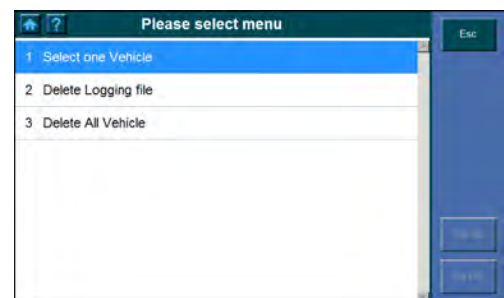 ? Please select menu
Esc
1 Select one Vehicle
2 Delete Logging file
3 Delete All Vehicle